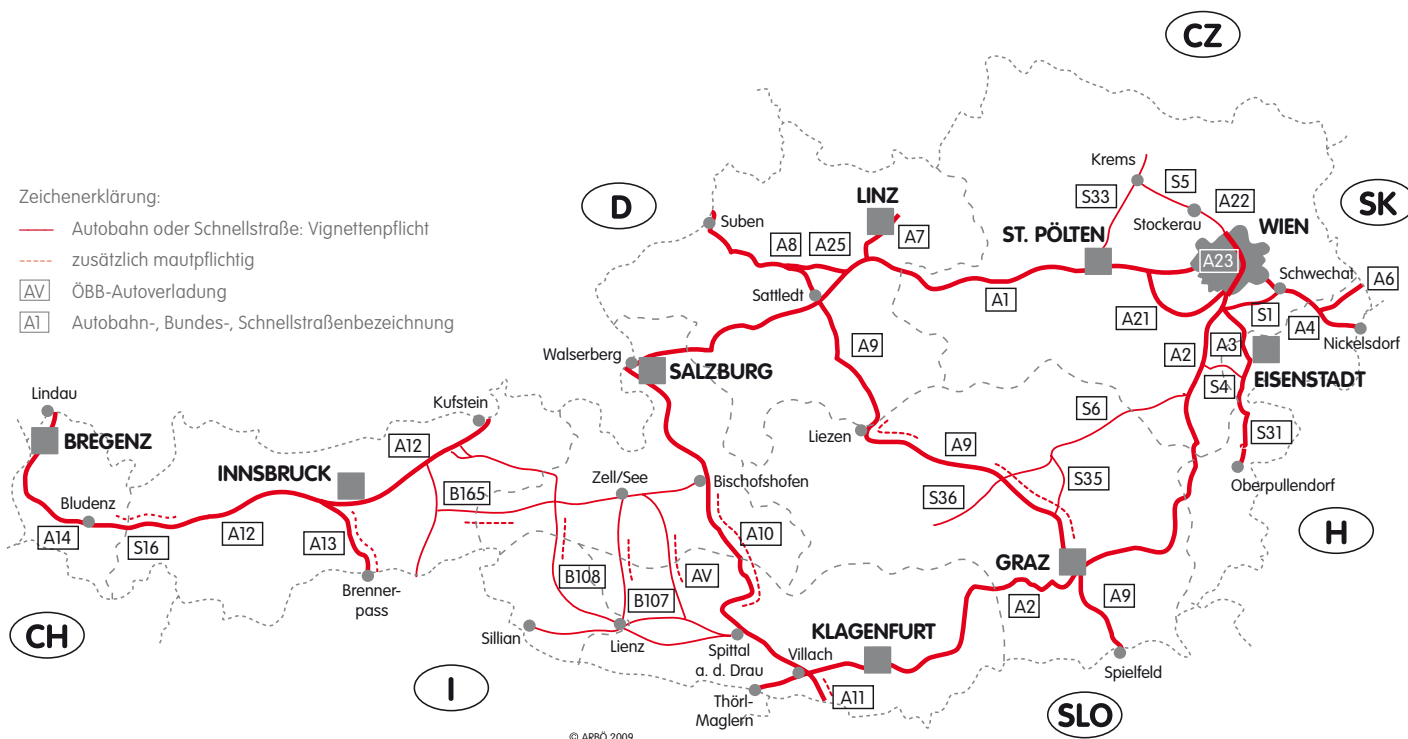 CZ
Krems
S5
S33
A22
SK
Zeichenerklärung:
D
LINZ
Autobahn oder Schnellstraße: Vignettenpflicht
Suben
A7
ST. PÖLTEN
Stockerau
WIEN
zusätzlich mautpflichtig
A8
A25
A23
Schwechat
AV
ÖBB-Autoverladung
A6
Sattledt
A1
A1
Autobahn-, Bundes-, Schnellstraßenbezeichnung
A21
S1
A4
Nickelsdorf
Walserberg
A9
A2
A3
SALZBURG
EISENSTADT
S4
Lindau
Kufstein
S6
BREGENZ
A12
Liezen
A9
S31
INNSBRUCK
Zell/See
Bischofshofen
S35
Oberpullendorf
B165
S36
Bludenz
A10
H
A14
S16
A12
A13
GRAZ
B108
AV
Brenner-
pass
B107
A2
A9
CH
Sillian
Lienz
Spittal
a. d. Drau
KLAGENFURT
Villach
Spielfeld
I
Thörl-
Maglern
A11
SLO
© ARBÖ 2009